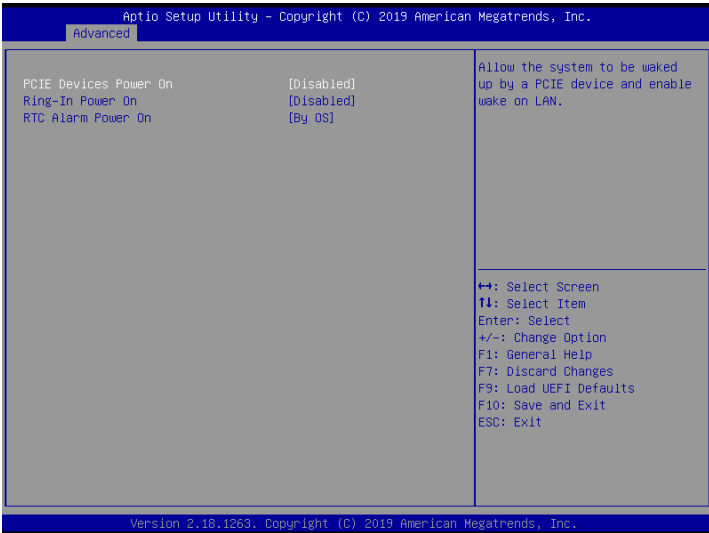 Aptio Setup Utility – Copyright (C) 2019 American Megatrends, Inc.
Advanced
PCIE Devices Power On [Disabled]
Ring-In Power On [Disabled]
RTC Alarm Power On [By OS]
Allow the system to be waked
up by a PCIE device and enable
wake on LAN.
↔: Select Screen
↑↓: Select Item
Enter: Select
+/-: Change Option
F1: General Help
F7: Discard Changes
F9: Load UEFI Defaults
F10: Save and Exit
ESC: Exit
Version 2.18.1263. Copyright (C) 2019 American Megatrends, Inc.